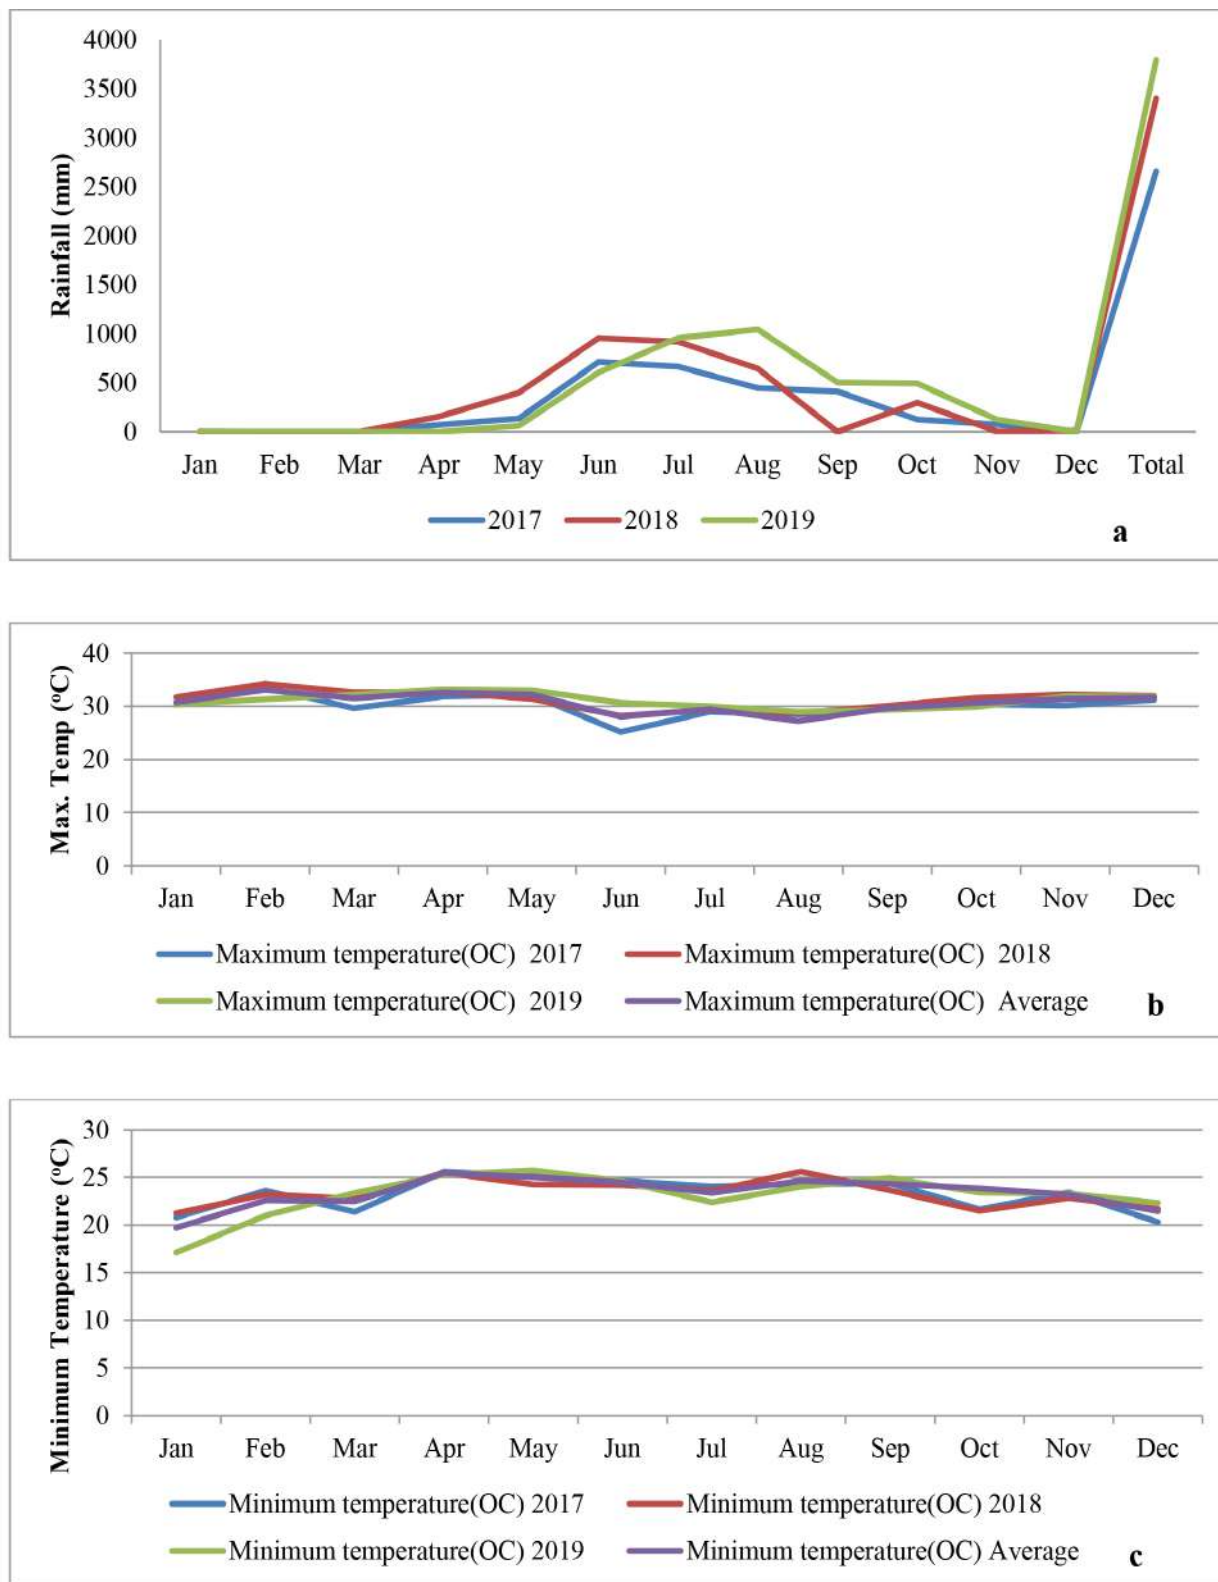 4000
3500
3000
2500
2000
1500
1000
500
0
Rainfall (mm)
Jan Feb Mar Apr May Jun Jul Aug Sep Oct Nov Dec Total
2017 2018 2019
a
40
30
20
10
0
Max. Temp (oC)
Jan Feb Mar Apr May Jun Jul Aug Sep Oct Nov Dec
Maximum temperature(OC) 2017 Maximum temperature(OC) 2018
Maximum temperature(OC) 2019 Maximum temperature(OC) Average
b
30
25
20
15
10
5
0
Minimum Temperature (oC)
Jan Feb Mar Apr May Jun Jul Aug Sep Oct Nov Dec
Minimum temperature(OC) 2017 Minimum temperature(OC) 2018
Minimum temperature(OC) 2019 Minimum temperature(OC) Average
c